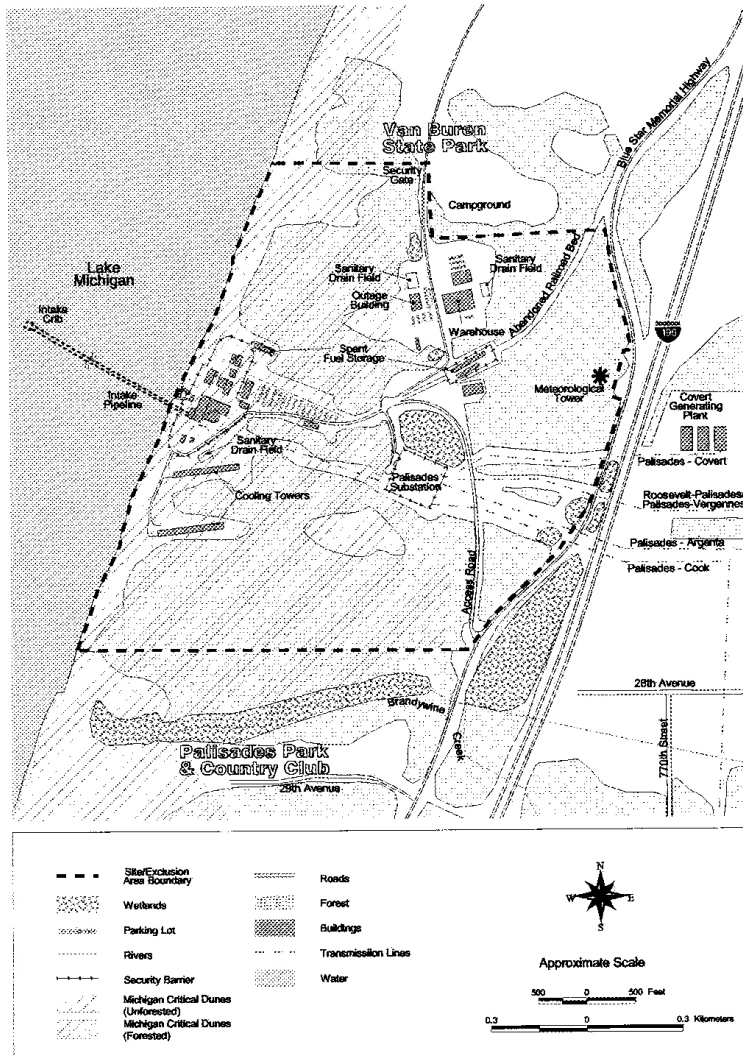 Van Buren
State Park
Blue Star Memorial Highway
Security
Gate
Campground
Lake
Michigan
Sanitary
Drain Field
Sanitary
Drain Field
Intake
Crib
Outage
Building
Warehouse
Abandoned Railroad Bed
Spent
Fuel Storage
196
Meteorological
Tower
Intake
Pipeline
Covert
Generating
Plant
Sanitary
Drain Field
Palisades - Covert
Palisades
Substation
Cooling Towers
Roosevelt-Palisades/
Palisades-Vergennes
Palisades - Argenta
Palisades - Cook
Access Road
28th Avenue
Brandywine
Creek
Palisades Park
& Country Club
29th Avenue
770th Street
Site/Exclusion
Area Boundary
Wetlands
Parking Lot
Rivers
Security Barrier
Michigan Critical Dunes
(Unforested)
Michigan Critical Dunes
(Forested)
Roads
Forest
Buildings
Transmission Lines
Water
N
W
E
S
Approximate Scale
500 0 500 Feet
0.3 0 0.3 Kilometers